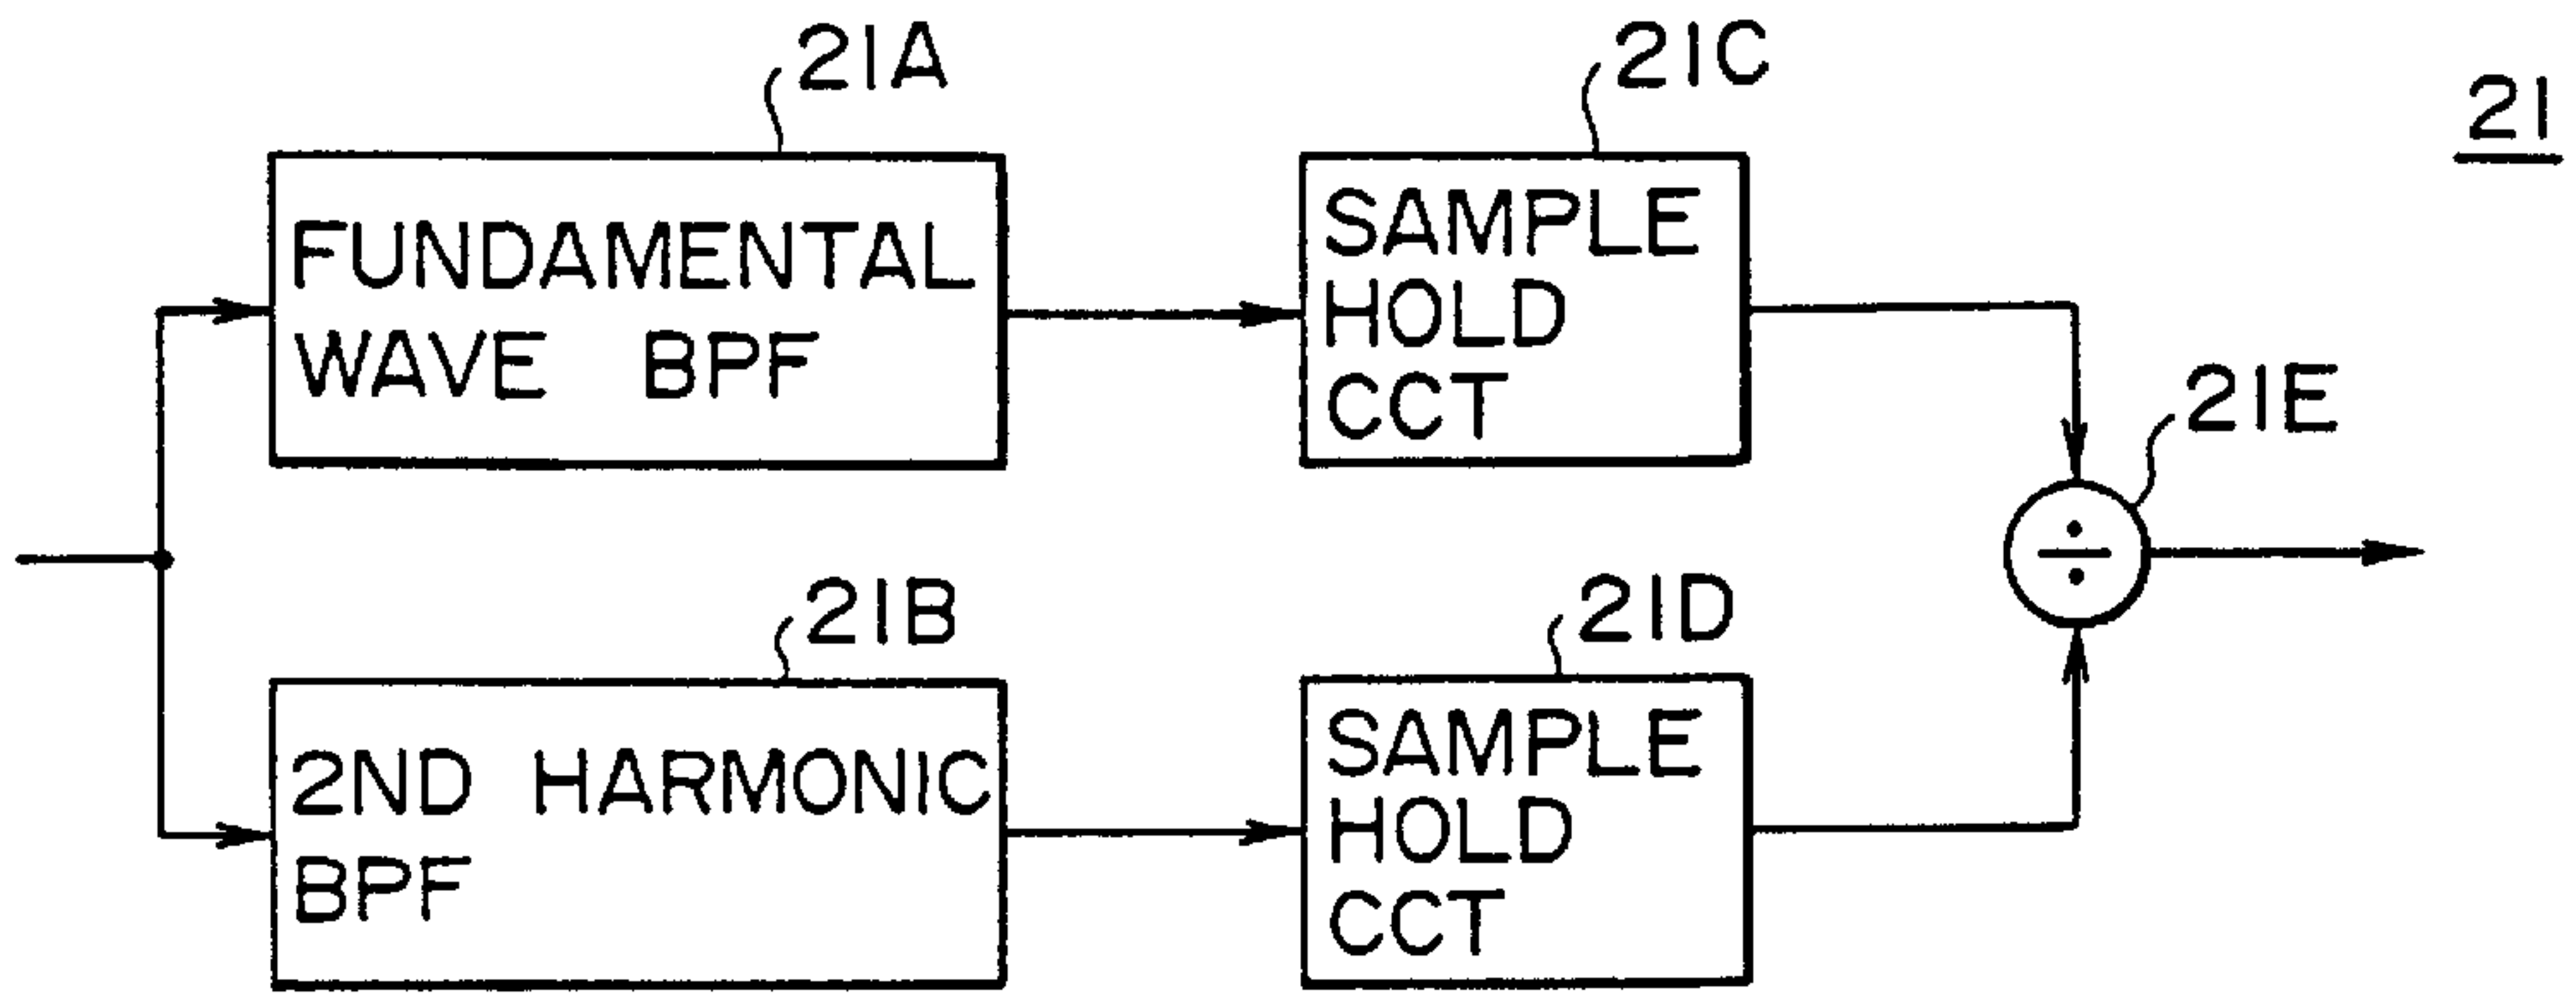 21A
21C
21
FUNDAMENTAL
WAVE BPF
SAMPLE
HOLD
CCT
21E
÷
21B
21D
2ND HARMONIC
BPF
SAMPLE
HOLD
CCT